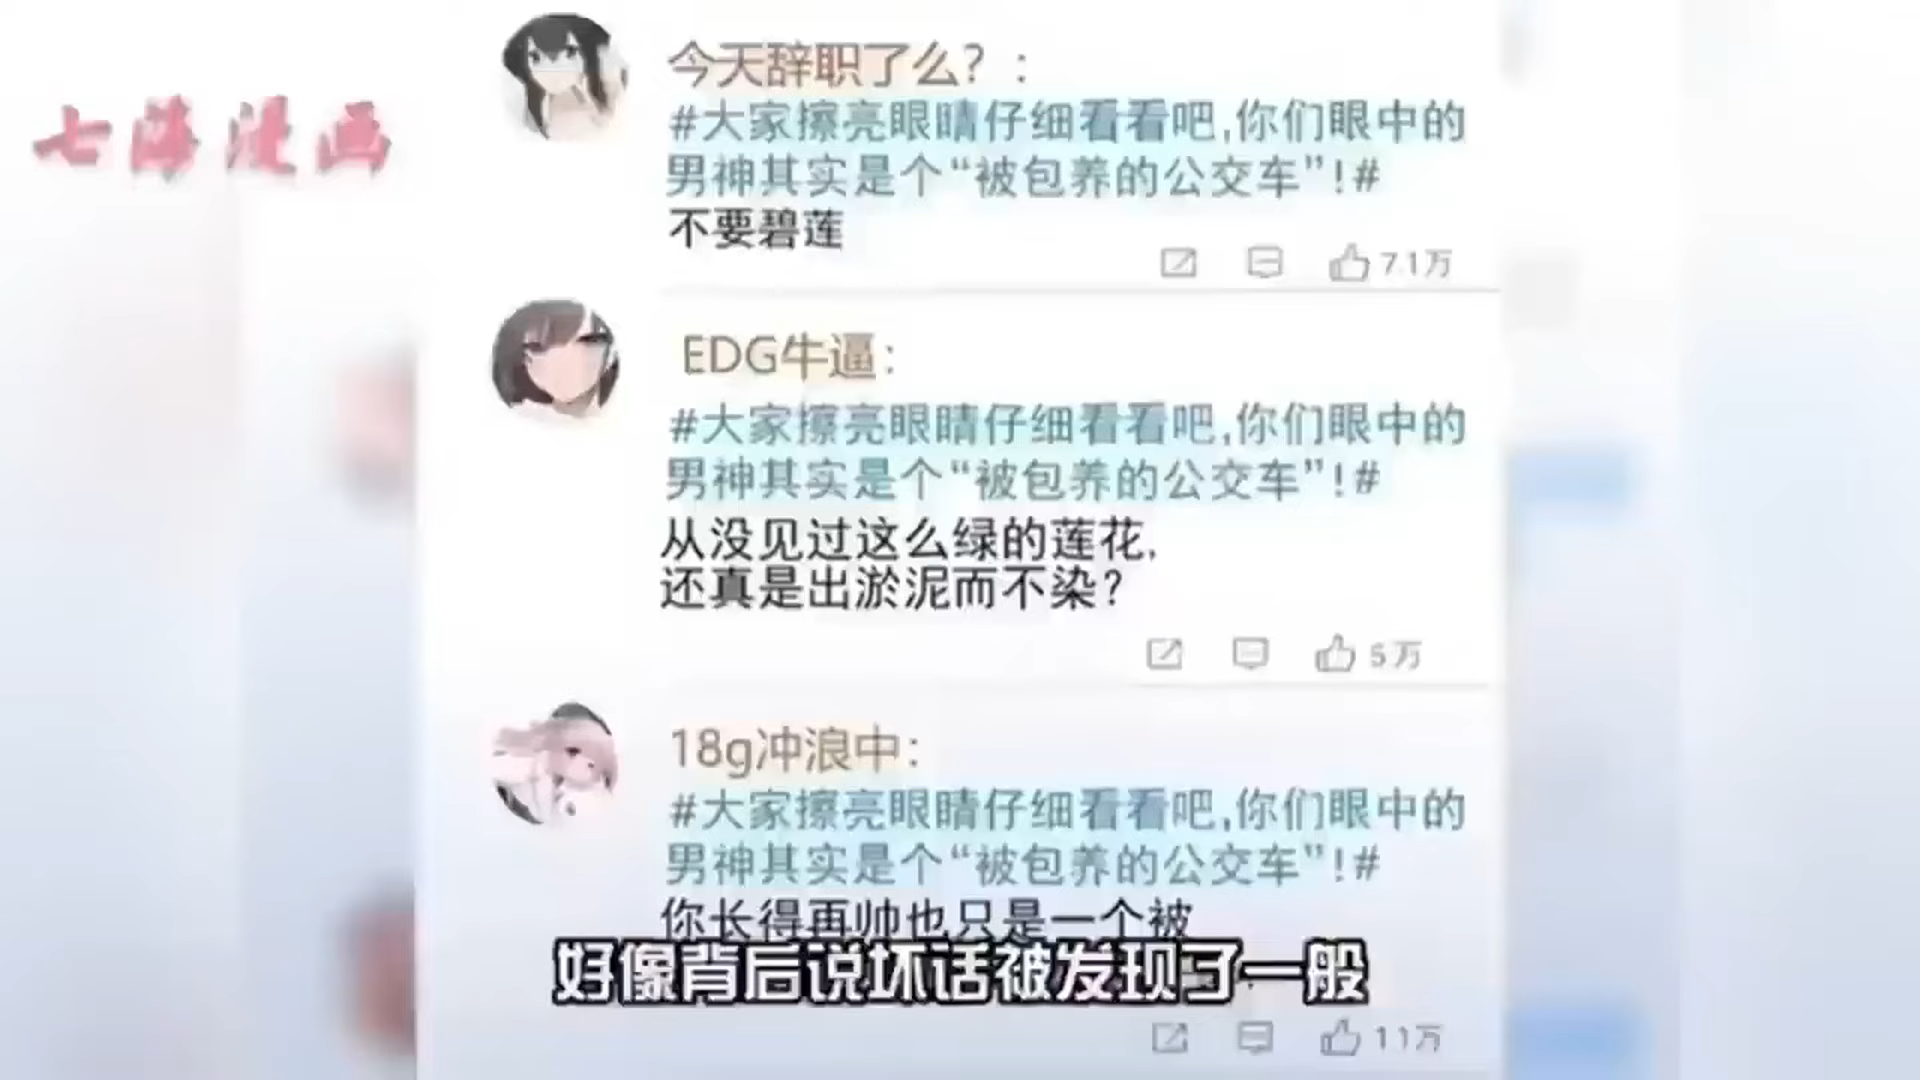 七海漫画
今天辞职了么？：
#大家擦亮眼睛仔细看看吧,你们眼中的
男神其实是个“被包养的公交车”!#
不要碧莲
7.1万
EDG牛逼：
#大家擦亮眼睛仔细看看吧,你们眼中的
男神其实是个“被包养的公交车”!#
从没见过这么绿的莲花,
还真是出淤泥而不染?
5万
18g冲浪中：
#大家擦亮眼睛仔细看看吧,你们眼中的
男神其实是个“被包养的公交车”!#
你长得再帅也只是一个被
好像背后说坏话被发现了一般
11万